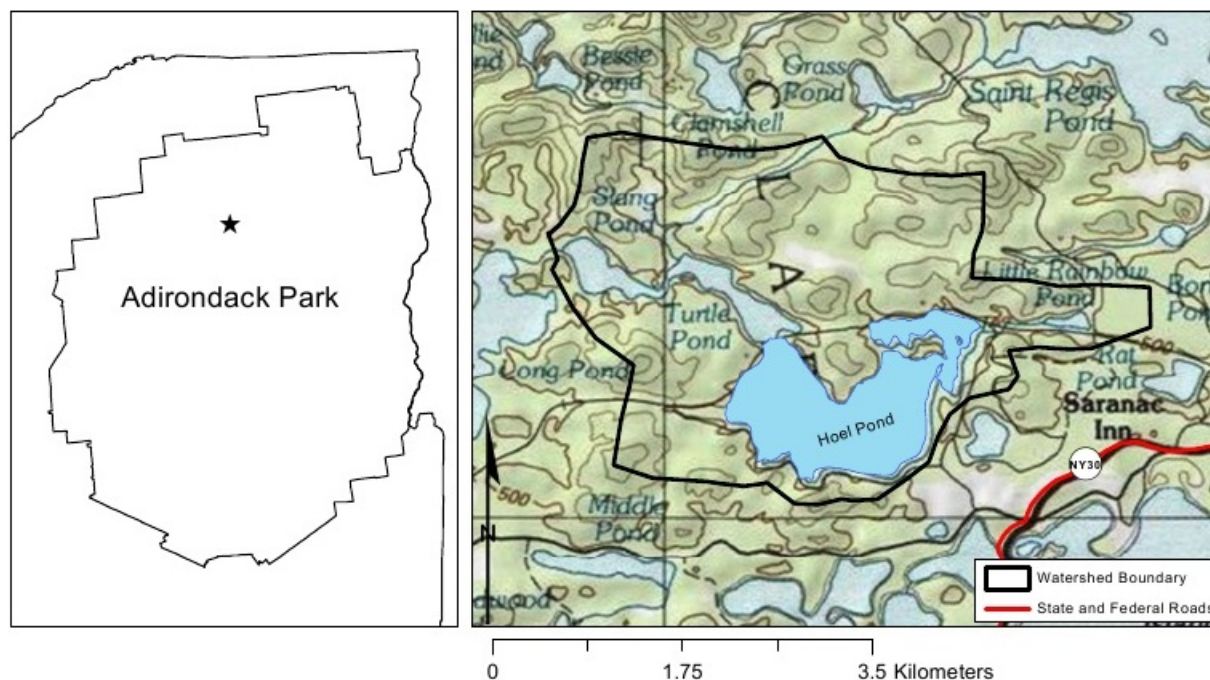 Adirondack Park
Bessie
Pond
Grass
Pond
Saint Regis
Pond
Clamshell
Pond
C
L
A
Slang
Pond
Little Rainbow
Pond
Turtle
Pond
500
Long Pond
Rat
Pond
Saranac
Inn
Hoel Pond
NY30
500
Middle
Pond
N
Watershed Boundary
State and Federal Roads
0
1.75
3.5 Kilometers